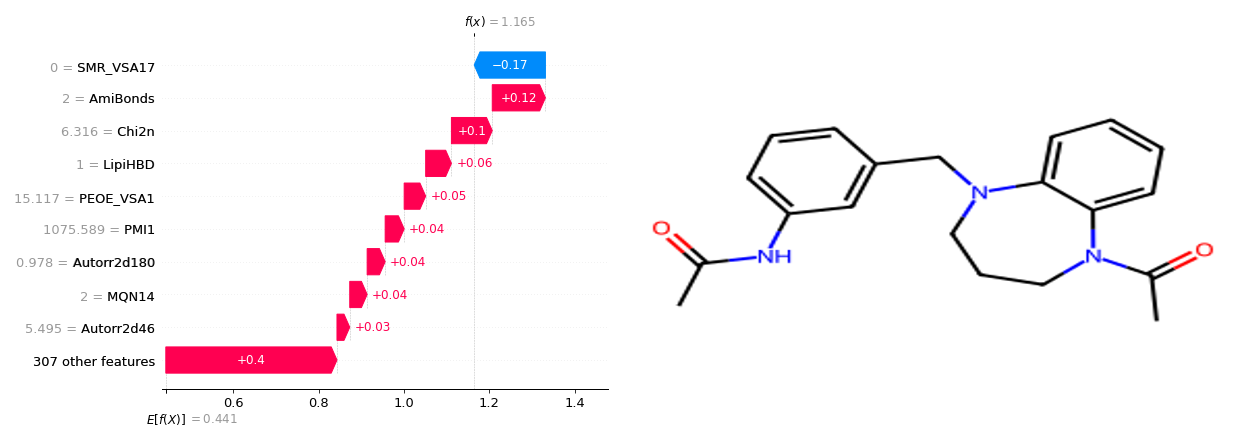 f(x) = 1.165
0 = SMR_VSA17
−0.17
2 = AmiBonds
+0.12
6.316 = Chi2n
+0.1
1 = LipiHBD
+0.06
15.117 = PEOE_VSA1
+0.05
1075.589 = PMI1
+0.04
0.978 = Autorr2d180
+0.04
2 = MQN14
+0.04
5.495 = Autorr2d46
+0.03
307 other features
+0.4
0.6 0.8 1.0 1.2 1.4
E[f(X)] = 0.441
N
O
NH
N
O